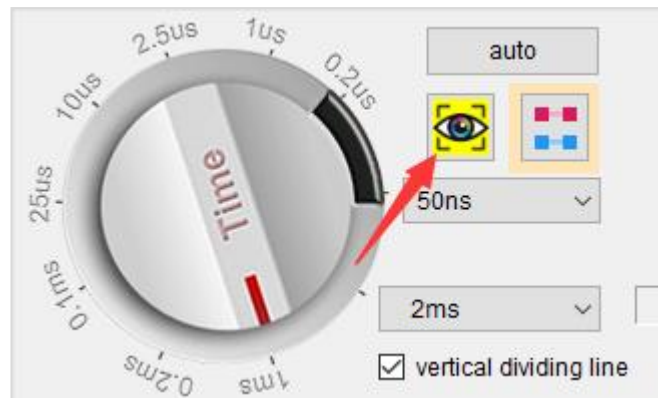 2.5us
1us
0.2us
10us
25us
0.1ms
0.2ms
1ms
Time
auto
50ns
2ms
vertical dividing line